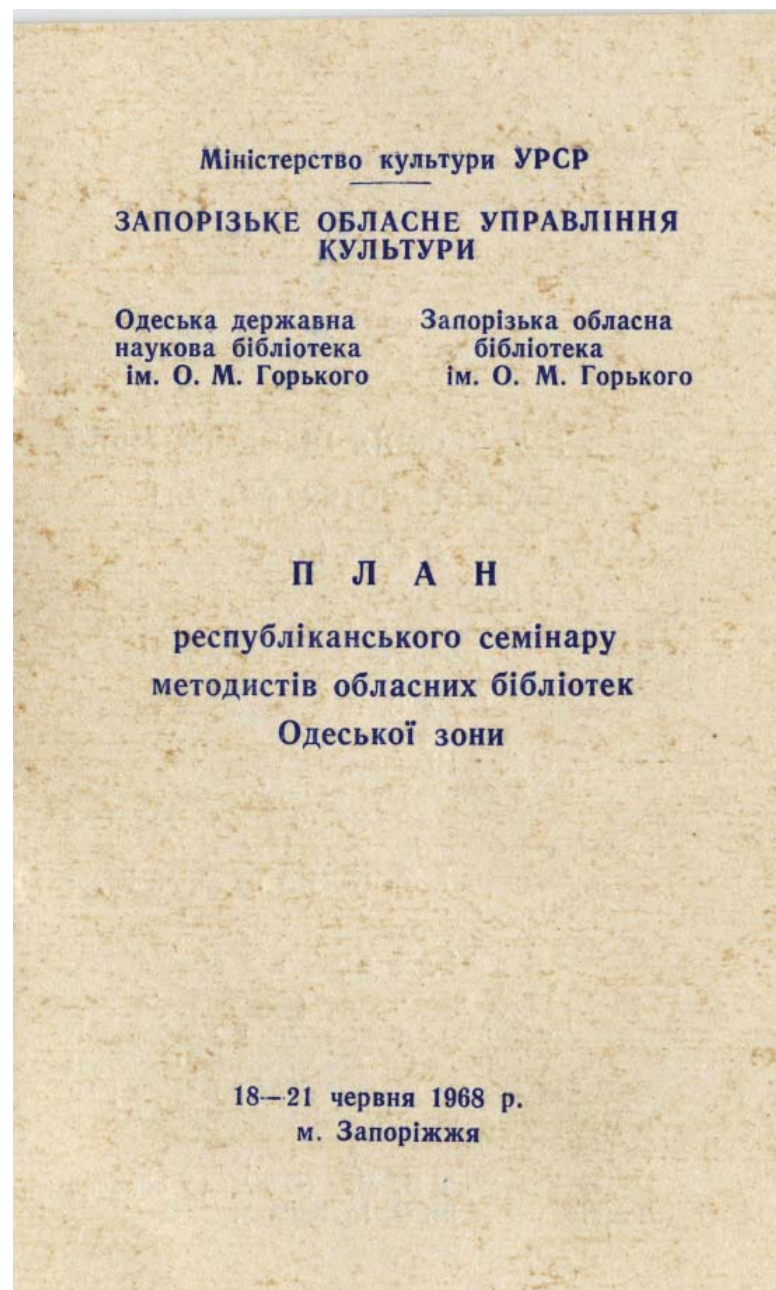 Міністерство культури УРСР
ЗАПОРІЗЬКЕ ОБЛАСНЕ УПРАВЛІННЯ
КУЛЬТУРИ
Одеська державна
наукова бібліотека
ім. О. М. Горького
Запорізька обласна
бібліотека
ім. О. М. Горького
П Л А Н
республіканського семінару
методистів обласних бібліотек
Одеської зони
18—21 червня 1968 р.
м. Запоріжжя